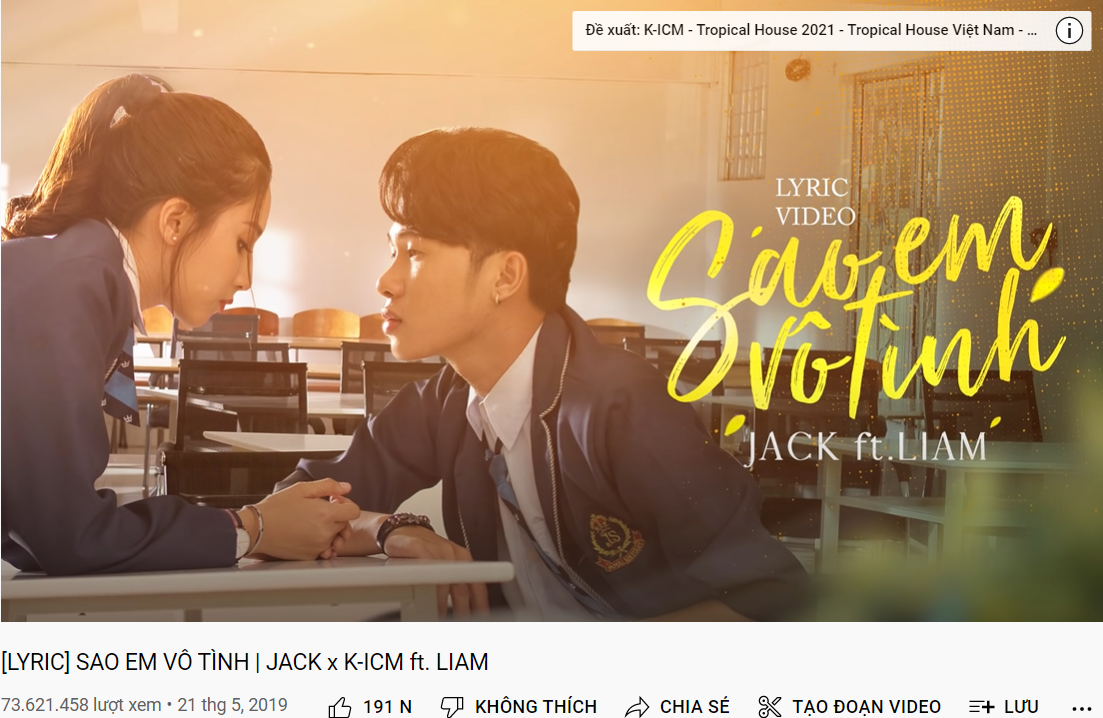 Đề xuất: K-ICM - Tropical House 2021 - Tropical House Việt Nam - ...
LYRIC
VIDEO
Sao em
vô tình
JACK ft.LIAM
[LYRIC] SAO EM VÔ TÌNH | JACK x K-ICM ft. LIAM
73.621.458 lượt xem • 21 thg 5, 2019 191 N KHÔNG THÍCH CHIA SẺ TẠO ĐOẠN VIDEO LƯU